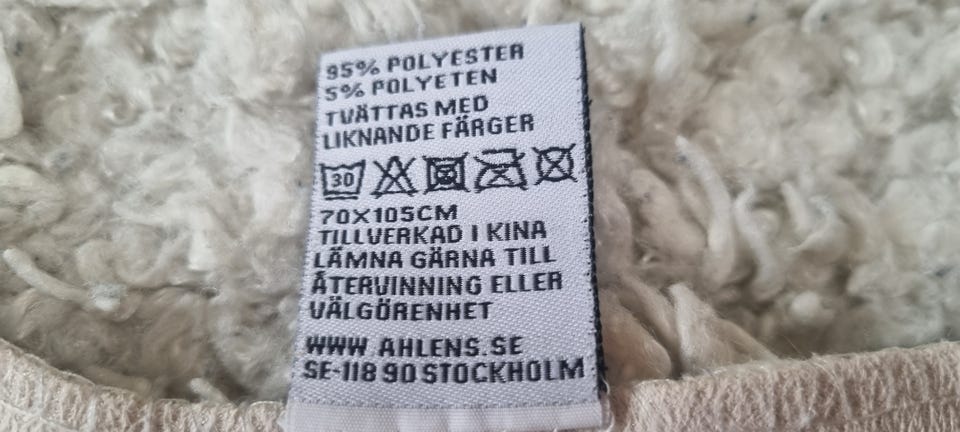 95% POLYESTER
5% POLYETEN
TVÄTTAS MED
LIKNANDE FÄRGER
30
70X105CM
TILLVERKAD I KINA
LÄMNA GÄRNA TILL
ÅTERVINNING ELLER
VÄLGÖRENHET
WWW AHLENS.SE
SE-118 90 STOCKHOLM